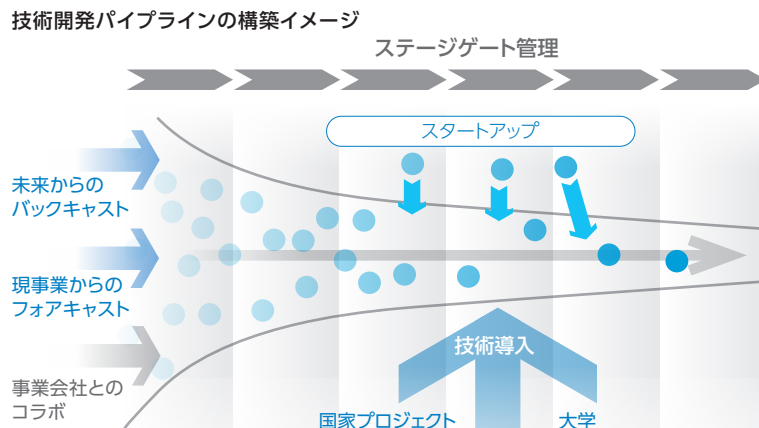 技術開発パイプラインの構築イメージ
ステージゲート管理
スタートアップ
未来からの
バックキャスト
現事業からの
フォアキャスト
事業会社との
コラボ
技術導入
国家プロジェクト
大学